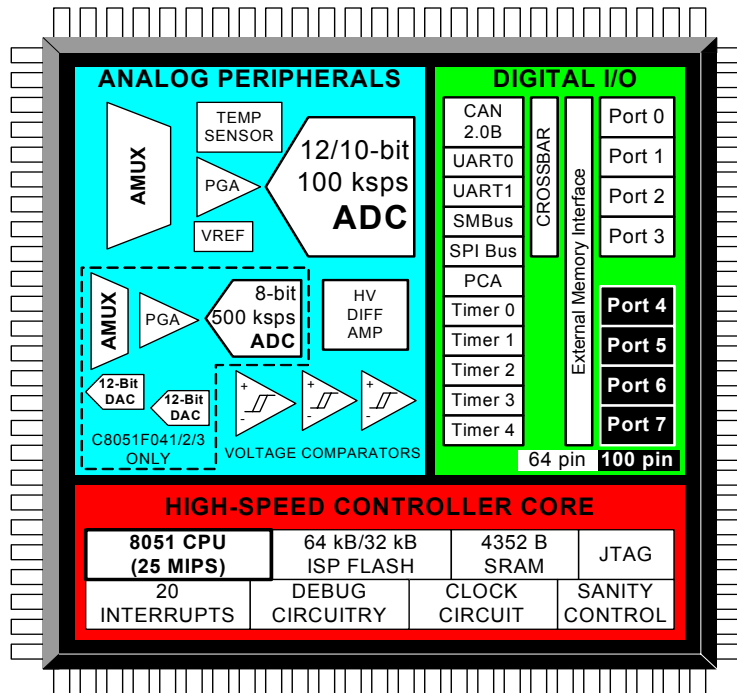 ANALOG PERIPHERALS
AMUX
TEMP
SENSOR
PGA
VREF
12/10-bit
100 ksps
ADC
AMUX
PGA
8-bit
500 ksps
ADC
HV
DIFF
AMP
12-Bit
DAC
12-Bit
DAC
C8051F041/2/3
ONLY
+
-
+
-
+
-
VOLTAGE COMPARATORS
DIGITAL I/O
CAN
2.0B
UART0
UART1
SMBus
SPI Bus
PCA
Timer 0
Timer 1
Timer 2
Timer 3
Timer 4
CROSSBAR
External Memory Interface
Port 0
Port 1
Port 2
Port 3
Port 4
Port 5
Port 6
Port 7
64 pin
100 pin
HIGH-SPEED CONTROLLER CORE
8051 CPU
(25 MIPS)
64 kB/32 kB
ISP FLASH
4352 B
SRAM
JTAG
20
INTERRUPTS
DEBUG
CIRCUITRY
CLOCK
CIRCUIT
SANITY
CONTROL